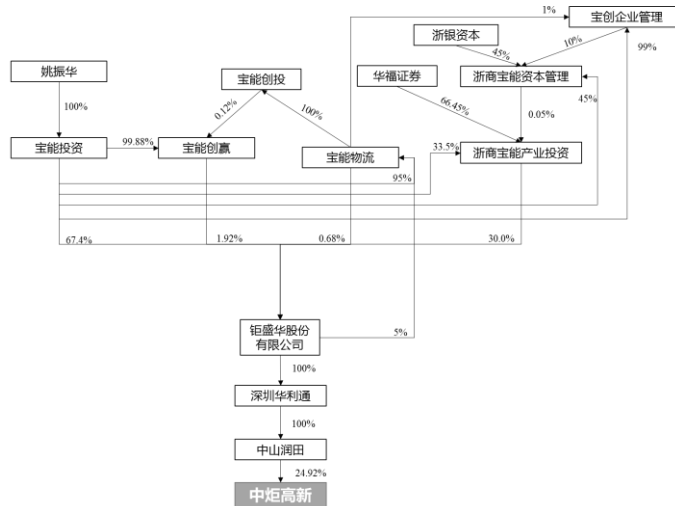 1%
宝创企业管理
浙银资本
45%
10%
99%
姚振华
宝能创投
华福证券
浙商宝能资本管理
100%
0.12%
100%
66.45%
0.05%
45%
宝能投资
99.88%
宝能创赢
宝能物流
33.5%
浙商宝能产业投资
95%
67.4%
1.92%
0.68%
30.0%
钜盛华股份
有限公司
5%
100%
深圳华利通
100%
中山润田
24.92%
中炬高新